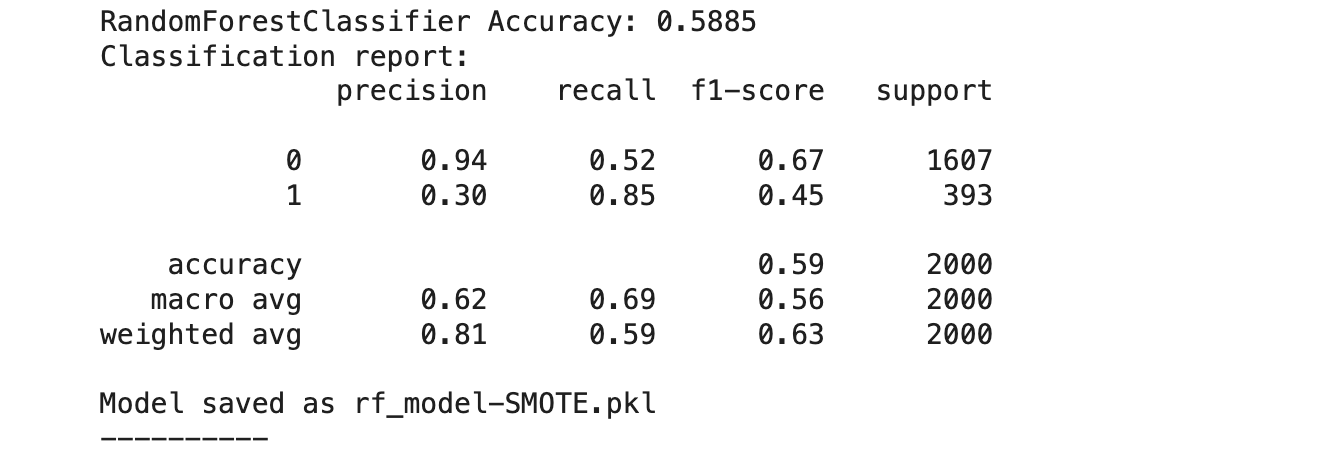 RandomForestClassifier Accuracy: 0.5885
Classification report:
precision recall f1-score support
0 0.94 0.52 0.67 1607
1 0.30 0.85 0.45 393
accuracy 0.59 2000
macro avg 0.62 0.69 0.56 2000
weighted avg 0.81 0.59 0.63 2000
Model saved as rf_model-SMOTE.pkl
----------